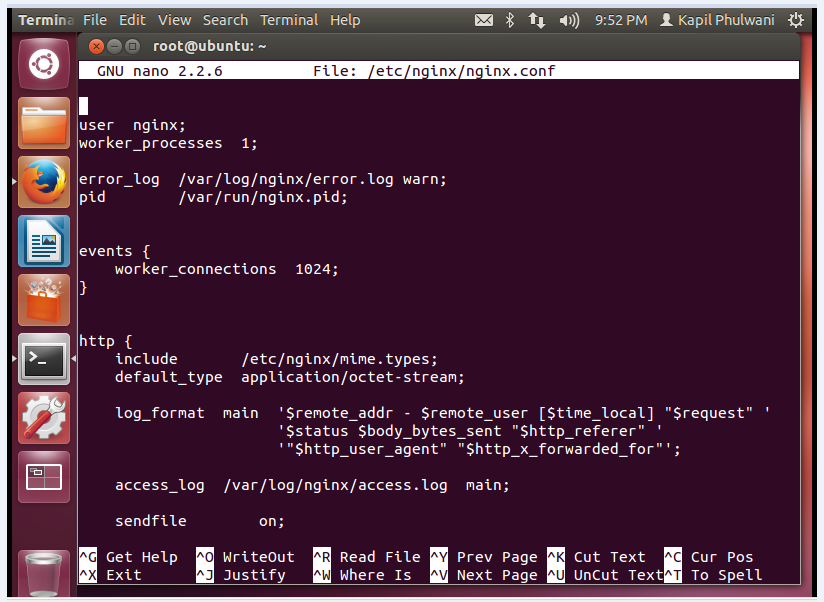 Termina File Edit View Search Terminal Help 9:52 PM Kapil Phulwani
root@ubuntu: ~
GNU nano 2.2.6 File: /etc/nginx/nginx.conf
user  nginx;
worker_processes  1;
error_log  /var/log/nginx/error.log warn;
pid        /var/run/nginx.pid;
events {
    worker_connections  1024;
}
http {
    include       /etc/nginx/mime.types;
    default_type  application/octet-stream;
    log_format  main  '$remote_addr - $remote_user [$time_local] "$request" '
                      '$status $body_bytes_sent "$http_referer" '
                      '"$http_user_agent" "$http_x_forwarded_for"';
    access_log  /var/log/nginx/access.log  main;
    sendfile        on;
^G Get Help ^O WriteOut ^R Read File ^Y Prev Page ^K Cut Text ^C Cur Pos
^X Exit ^J Justify ^W Where Is ^V Next Page ^U UnCut Text ^T To Spell